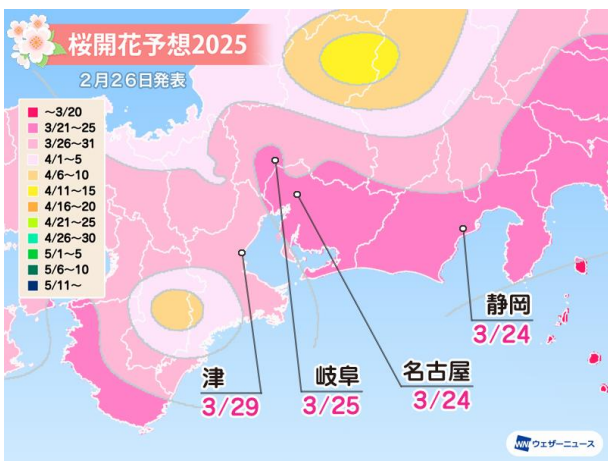 桜開花予想2025
2月26日発表
~3/20
3/21~25
3/26~31
4/1~5
4/6~10
4/11~15
4/16~20
4/21~25
4/26~30
5/1~5
5/6~10
5/11~
静岡
3/24
名古屋
3/24
岐阜
3/25
津
3/29
WNI ウェザーニュース